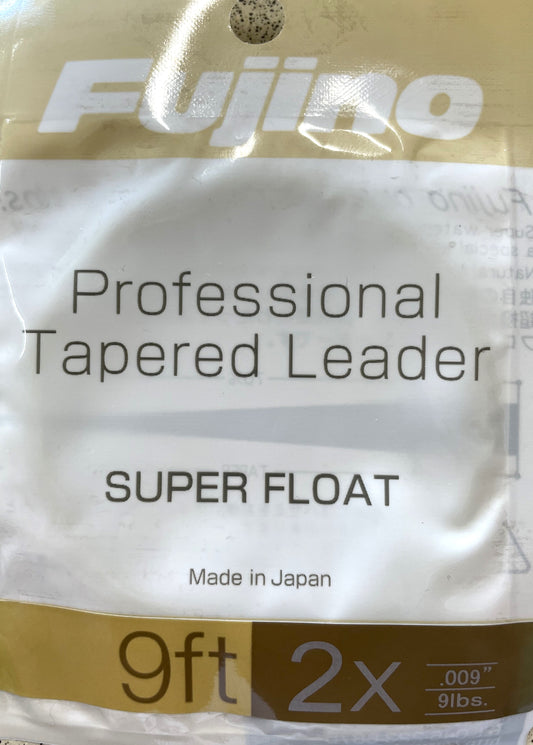 Fujino
Professional
Tapered Leader
SUPER FLOAT
Made in Japan
9ft 2x .009"
9lbs.